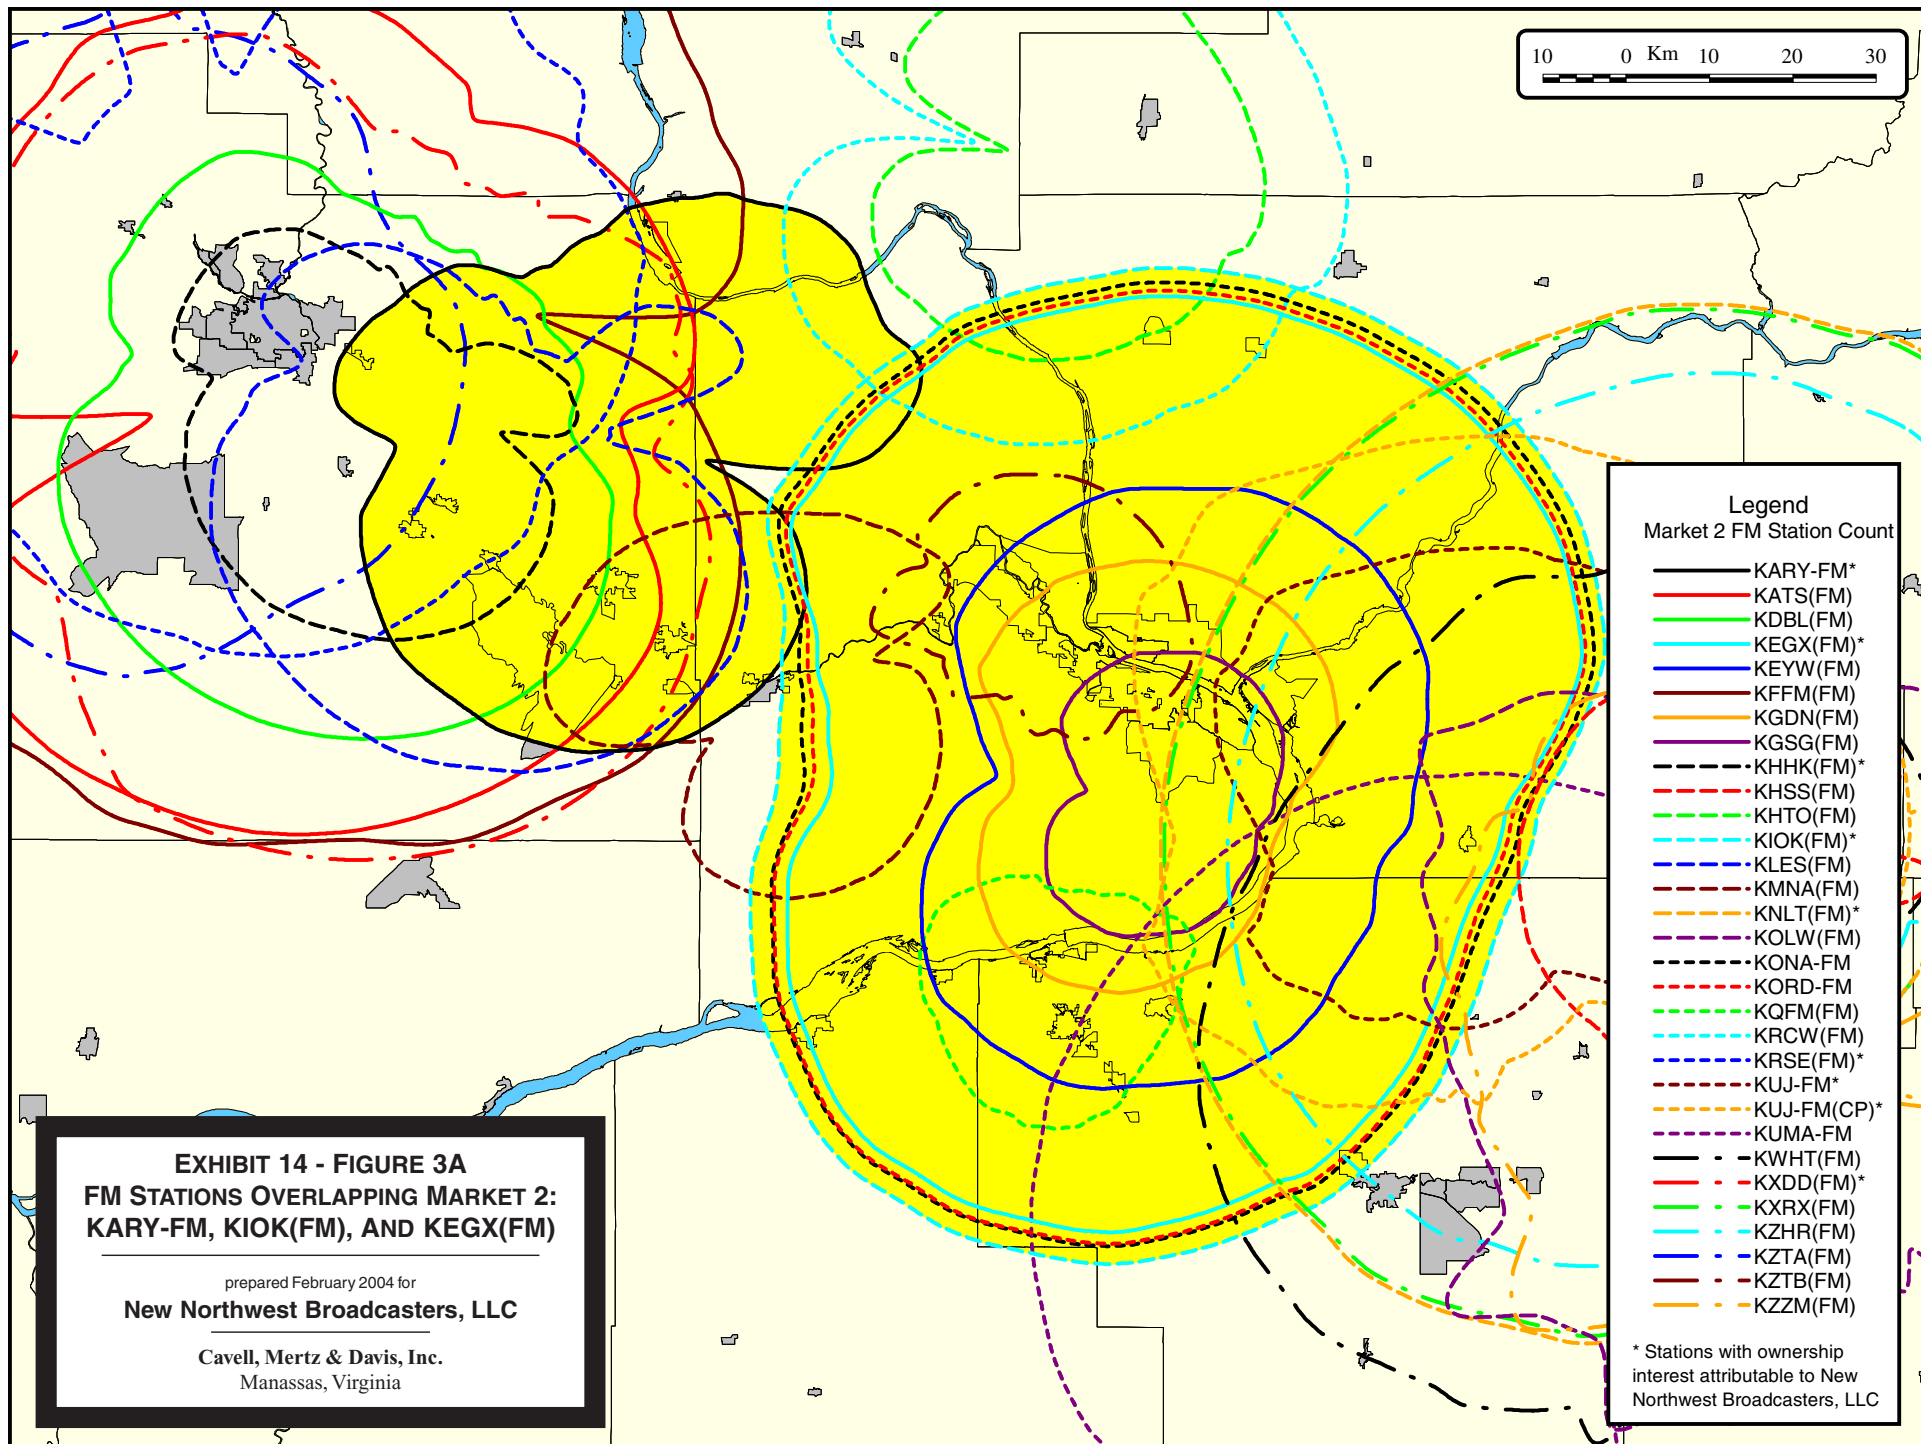 10 0 Km 10 20 30
Legend
Market 2 FM Station Count
KARY-FM*
KATS(FM)
KDBL(FM)
KEGX(FM)*
KEYW(FM)
KFFM(FM)
KGDN(FM)
KGSG(FM)
KHHK(FM)*
KHSS(FM)
KHTO(FM)
KIOK(FM)*
KLES(FM)
KMNA(FM)
KNLT(FM)*
KOLW(FM)
KONA-FM
KORD-FM
KQFM(FM)
KRCW(FM)
KRSE(FM)*
KUJ-FM*
KUJ-FM(CP)*
KUMA-FM
KWHT(FM)
KXDD(FM)*
KXRX(FM)
KZHR(FM)
KZTA(FM)
KZTB(FM)
KZZM(FM)
* Stations with ownership
interest attributable to New
Northwest Broadcasters, LLC
EXHIBIT 14 - FIGURE 3A
FM STATIONS OVERLAPPING MARKET 2:
KARY-FM, KIOK(FM), AND KEGX(FM)
prepared February 2004 for
New Northwest Broadcasters, LLC
Cavell, Mertz & Davis, Inc.
Manassas, Virginia